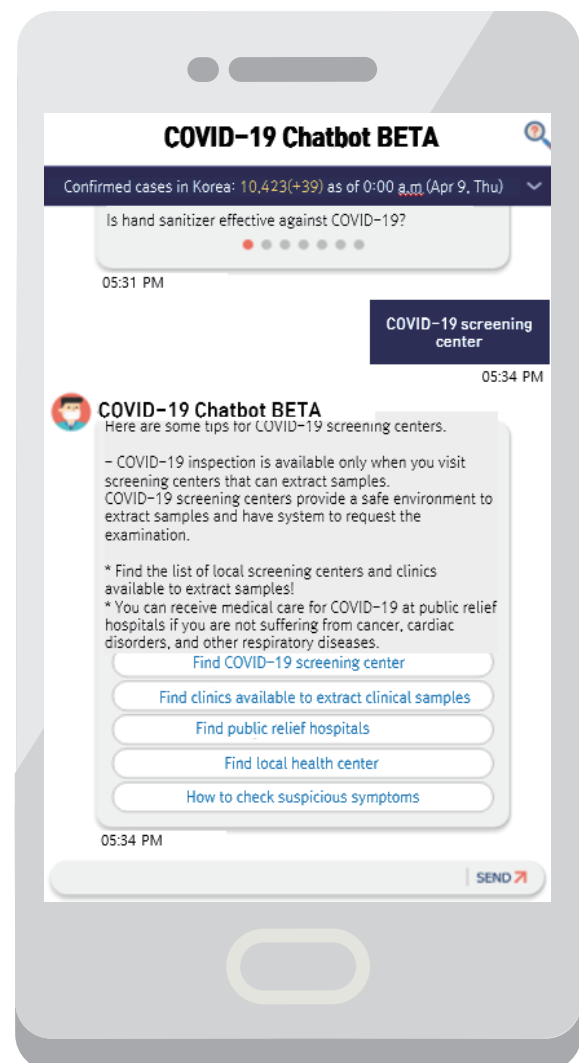 COVID-19 Chatbot BETA
Confirmed cases in Korea: 10,423(+39) as of 0:00 a.m (Apr 9, Thu)
Is hand sanitizer effective against COVID-19?
05:31 PM
COVID-19 screening
center
05:34 PM
COVID-19 Chatbot BETA
Here are some tips for COVID-19 screening centers.
- COVID-19 inspection is available only when you visit
screening centers that can extract samples.
COVID-19 screening centers provide a safe environment to
extract samples and have system to request the
examination.
* Find the list of local screening centers and clinics
available to extract samples!
* You can receive medical care for COVID-19 at public relief
hospitals if you are not suffering from cancer, cardiac
disorders, and other respiratory diseases.
Find COVID-19 screening center
Find clinics available to extract clinical samples
Find public relief hospitals
Find local health center
How to check suspicious symptoms
05:34 PM
SEND